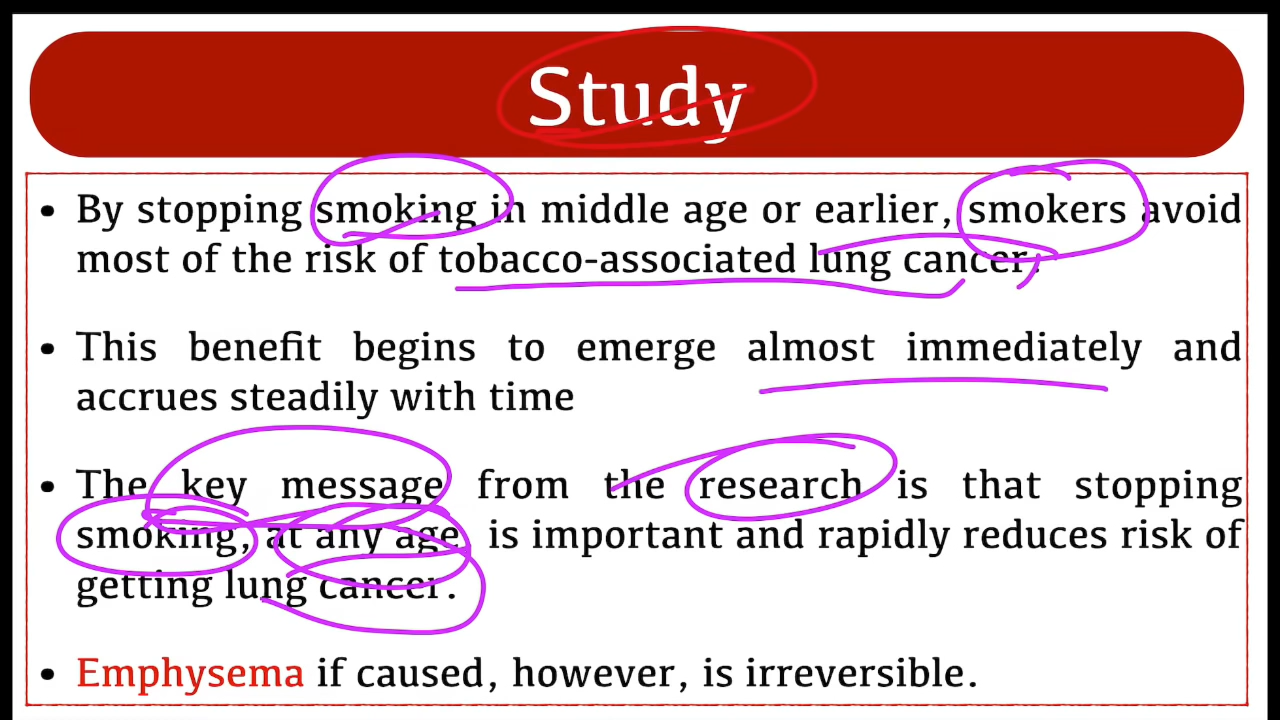 Study
• By stopping smoking in middle age or earlier, smokers avoid
most of the risk of tobacco-associated lung cancer.
• This benefit begins to emerge almost immediately and
accrues steadily with time
• The key message from the research is that stopping
smoking, at any age, is important and rapidly reduces risk of
getting lung cancer.
• Emphysema if caused, however, is irreversible.